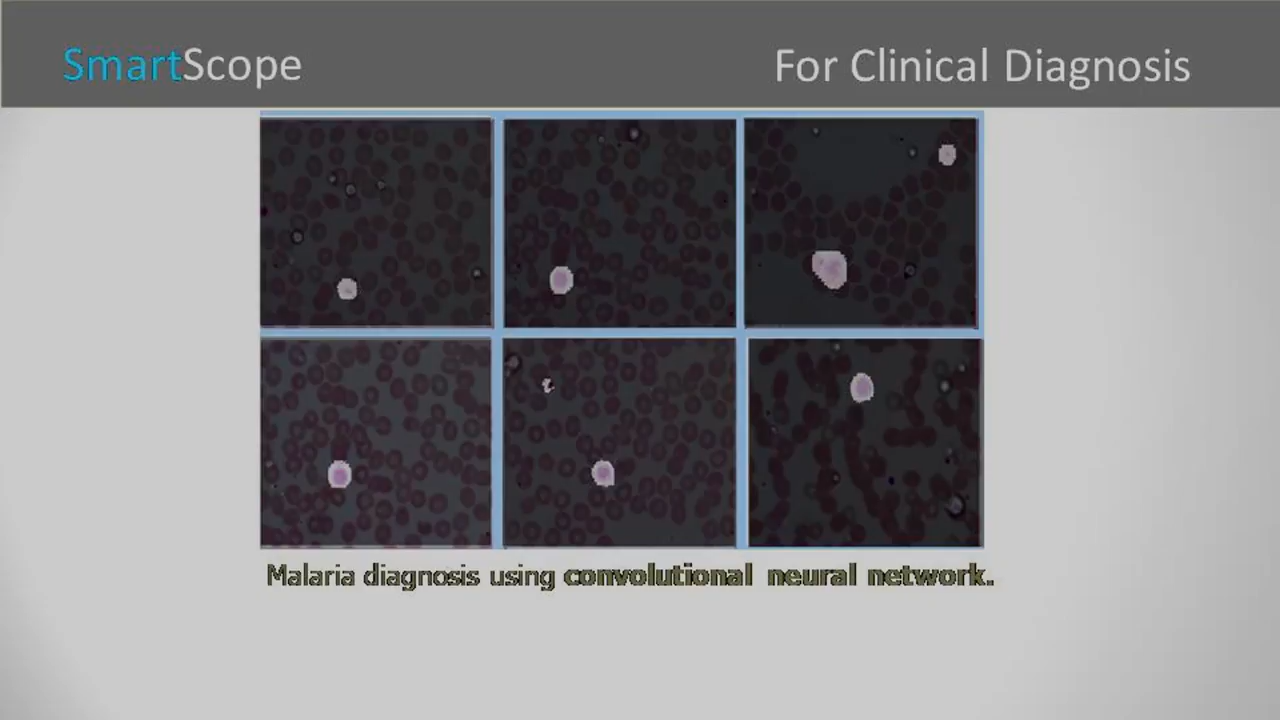 SmartScope
For Clinical Diagnosis
Malaria diagnosis using convolutional neural network.